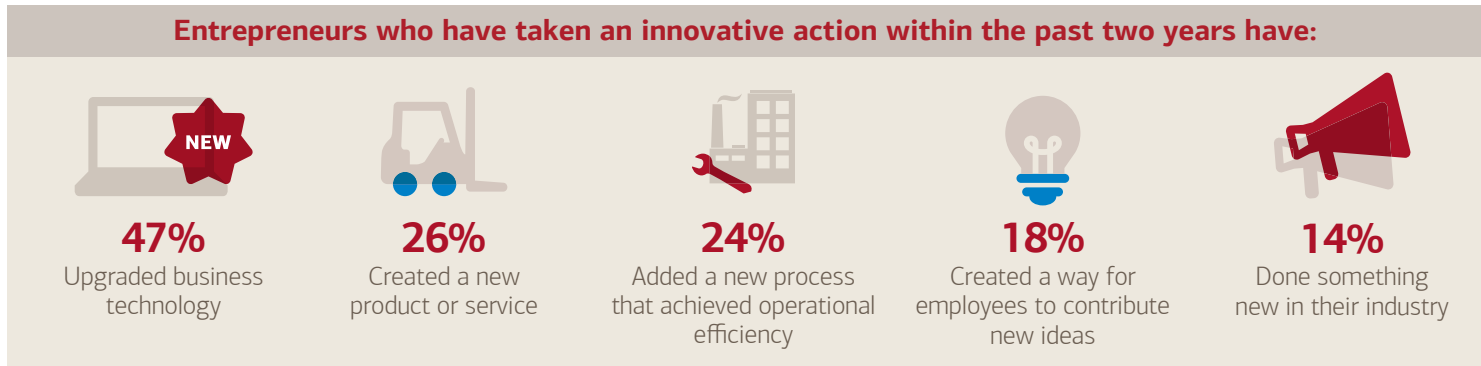 Entrepreneurs who have taken an innovative action within the past two years have:
NEW
47%
Upgraded business
technology
26%
Created a new
product or service
24%
Added a new process
that achieved operational
efficiency
18%
Created a way for
employees to contribute
new ideas
14%
Done something
new in their industry